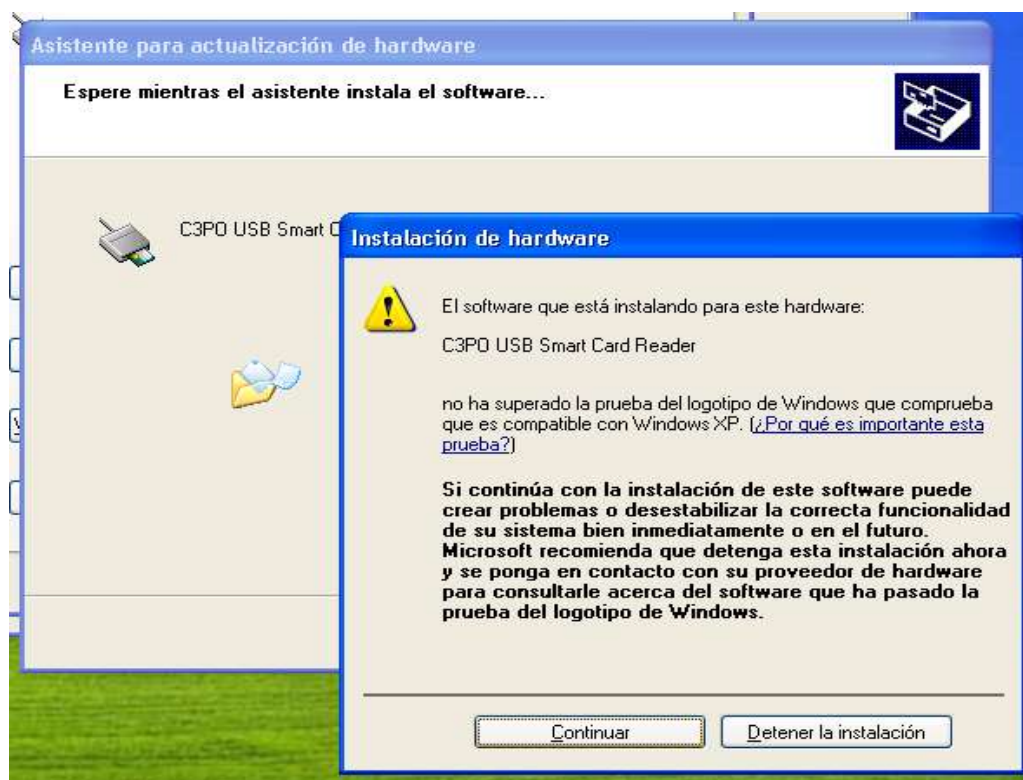 Asistente para actualización de hardware
Espere mientras el asistente instala el software...
C3PO USB Smart
Instalación de hardware
El software que está instalando para este hardware:
C3PO USB Smart Card Reader
no ha superado la prueba del logotipo de Windows que comprueba
que es compatible con Windows XP. (¿Por qué es importante esta
prueba?)
Si continúa con la instalación de este software puede
crear problemas o desestabilizar la correcta funcionalidad
de su sistema bien inmediatamente o en el futuro.
Microsoft recomienda que detenga esta instalación ahora
y se ponga en contacto con su proveedor de hardware
para consultarle acerca del software que ha pasado la
prueba del logotipo de Windows.
Continuar
Detener la instalación